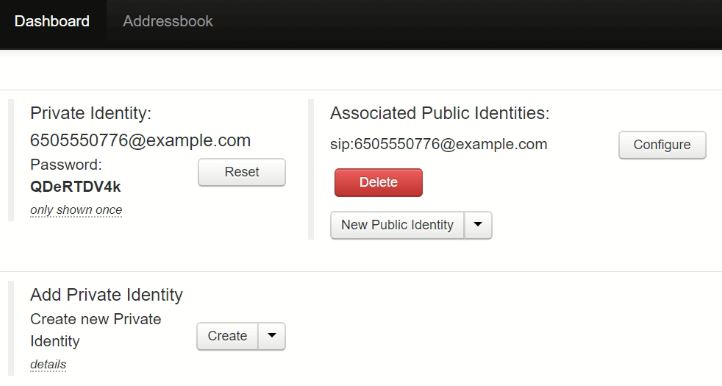 Dashboard
Addressbook
Private Identity:
6505550776@example.com
Password:
QDeRTDV4k
only shown once
Reset
Associated Public Identities:
sip:6505550776@example.com
Configure
Delete
New Public Identity
Add Private Identity
Create new Private
Identity
details
Create